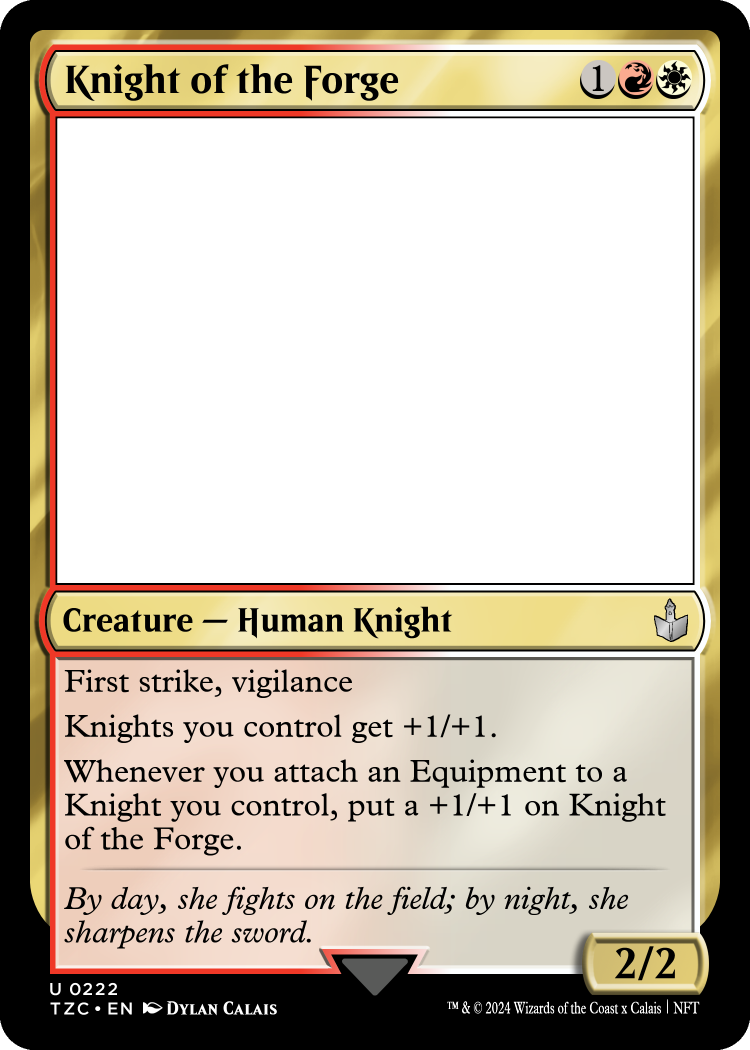 Knight of the Forge 1
Creature — Human Knight
First strike, vigilance
Knights you control get +1/+1.
Whenever you attach an Equipment to a
Knight you control, put a +1/+1 on Knight
of the Forge.
By day, she fights on the field; by night, she
sharpens the sword.
2/2
U 0222
TZC • EN Dylan Calais
™ & © 2024 Wizards of the Coast x Calais | NFT